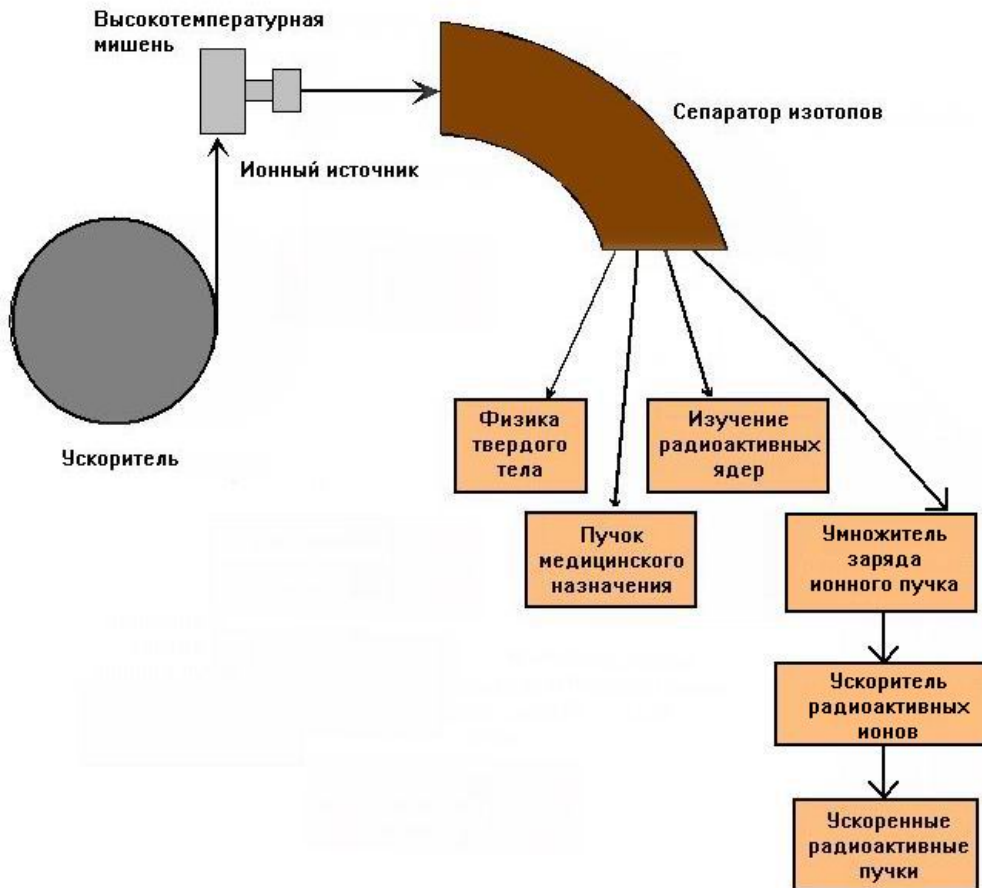 Высокотемпературная
мишень
Сепаратор изотопов
Ионный источник
Ускоритель
Физика
твердого
тела
Изучение
радиоактивных
ядер
Пучок
медицинского
назначения
Умножитель
заряда
ионного пучка
Ускоритель
радиоактивных
ионов
Ускоренные
радиоактивные
пучки